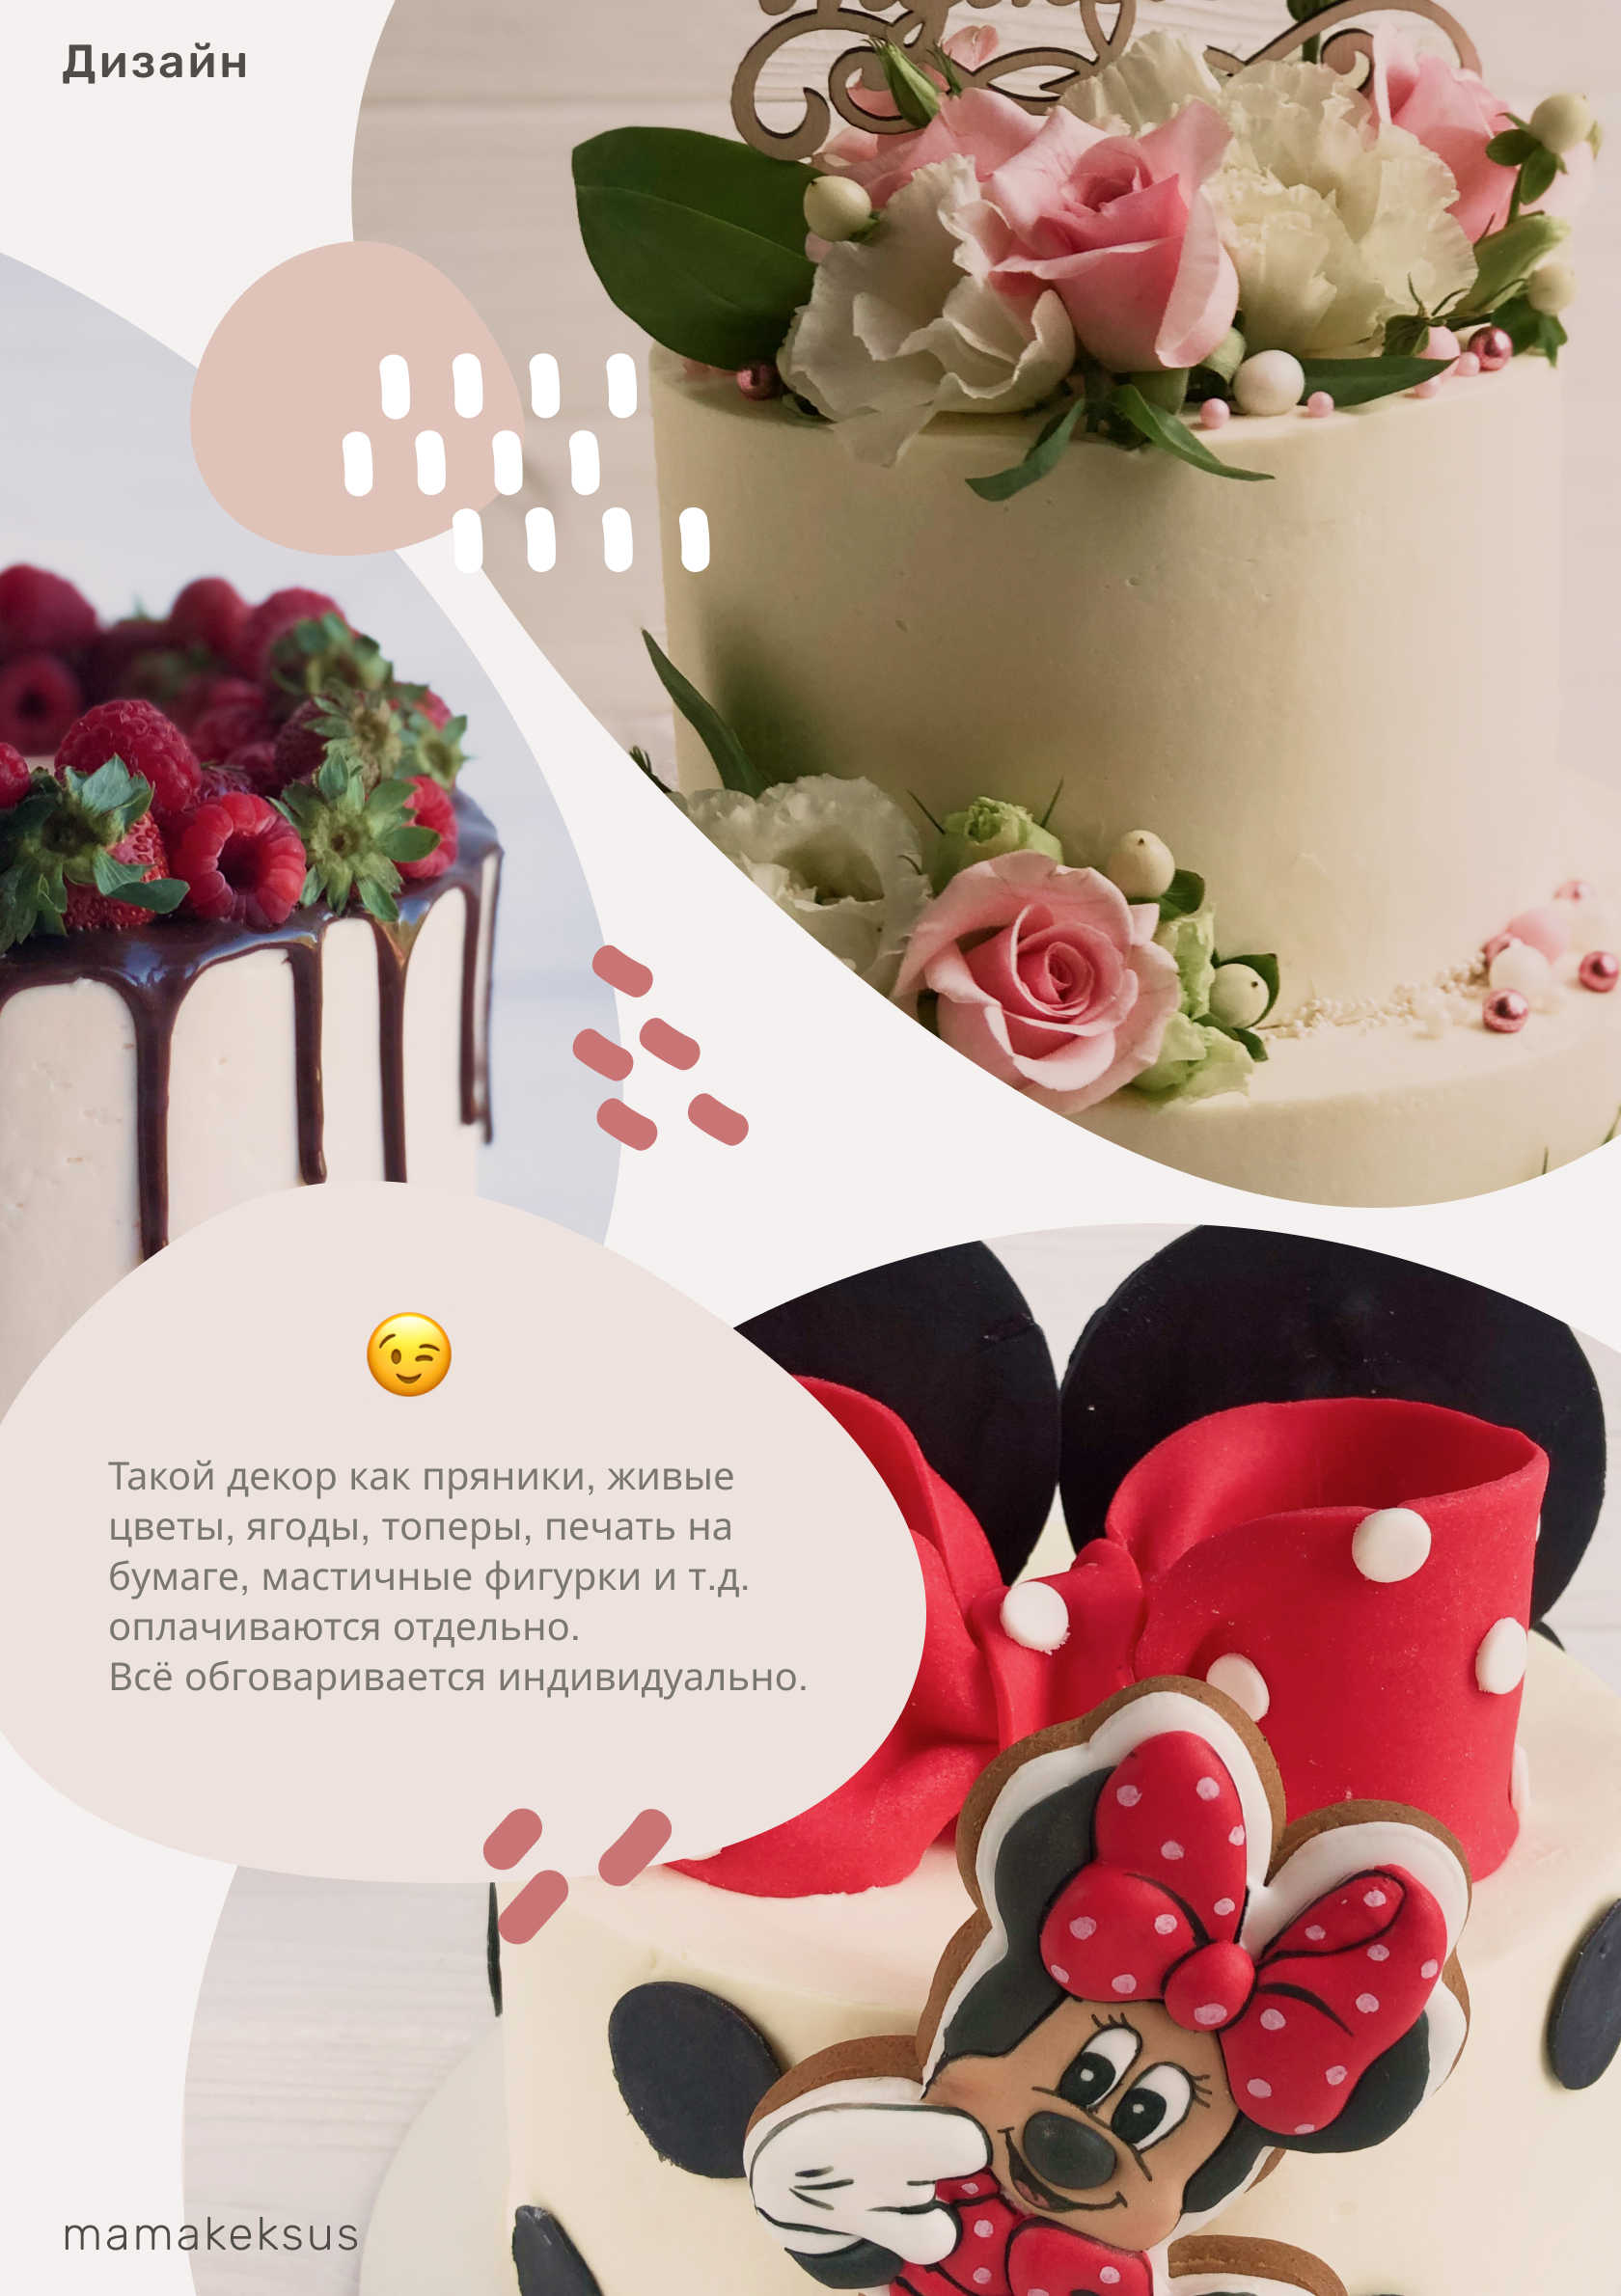 Дизайн
Такой декор как пряники, живые
цветы, ягоды, топеры, печать на
бумаге, мастичные фигурки и т.д.
оплачиваются отдельно.
Всё обговаривается индивидуально.
mamakeksus